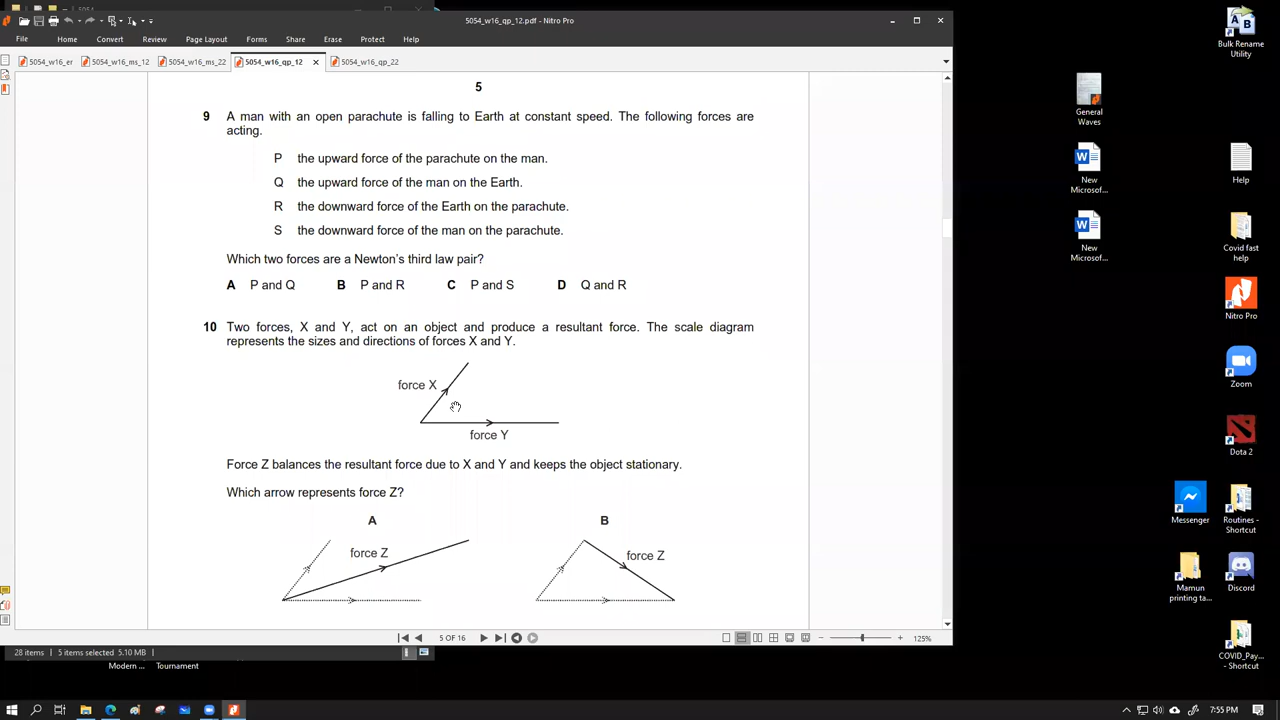 5054
5054_w16_qp_12.pdf - Nitro Pro
File Home Convert Review Page Layout Forms Share Erase Protect Help
5054_w16_er 5054_w16_ms_12 5054_w16_ms_22 5054_w16_qp_12 5054_w16_qp_22
5
9 A man with an open parachute is falling to Earth at constant speed. The following forces are
acting.
P the upward force of the parachute on the man.
Q the upward force of the man on the Earth.
R the downward force of the Earth on the parachute.
S the downward force of the man on the parachute.
Which two forces are a Newton's third law pair?
A P and Q B P and R C P and S D Q and R
10 Two forces, X and Y, act on an object and produce a resultant force. The scale diagram
represents the sizes and directions of forces X and Y.
force X
force Y
Force Z balances the resultant force due to X and Y and keeps the object stationary.
Which arrow represents force Z?
A B
force Z force Z
5 OF 16
125%
28 items 5 items selected 5.10 MB
Modern ... Tournament
Bulk Rename
Utility
General
Waves
New
Microsof...
Help
New
Microsof...
Covid fast
help
Nitro Pro
Zoom
Dota 2
Messenger
Routines -
Shortcut
Mamun
printing ta...
Discord
COVID_Pay...
- Shortcut
7:55 PM